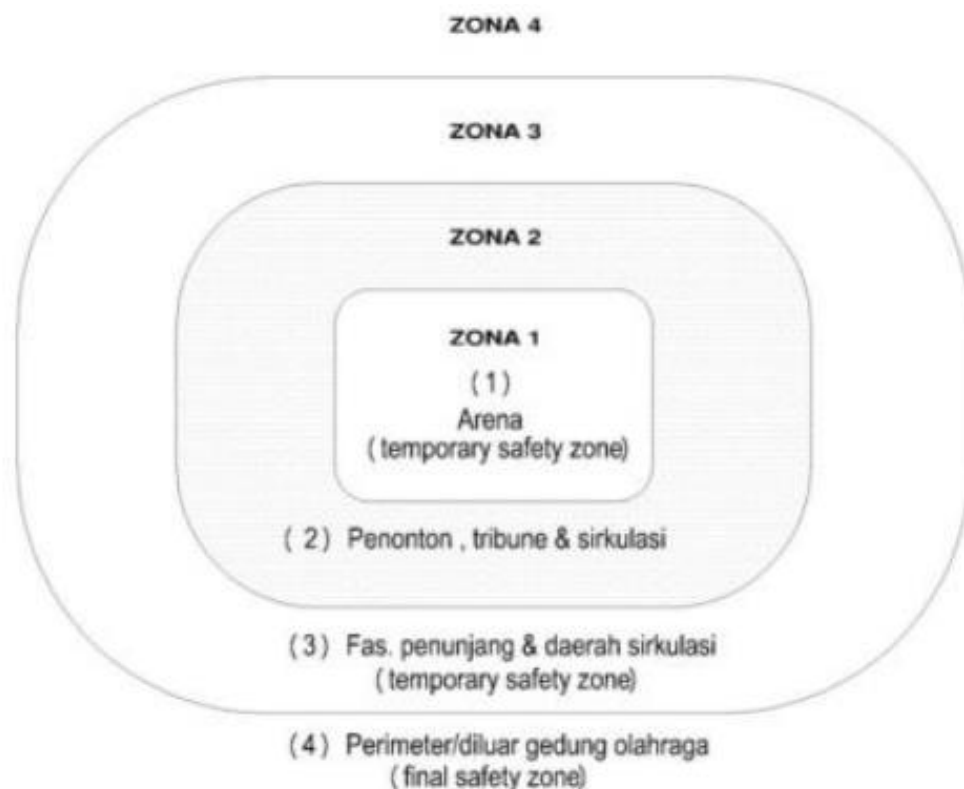 ZONA 4
ZONA 3
ZONA 2
ZONA 1
( 1 )
Arena
( temporary safety zone)
( 2 ) Penonton , tribune & sirkulasi
( 3 ) Fas. penunjang & daerah sirkulasi
( temporary safety zone)
(4) Perimeter/diluar gedung olahraga
( final safety zone)